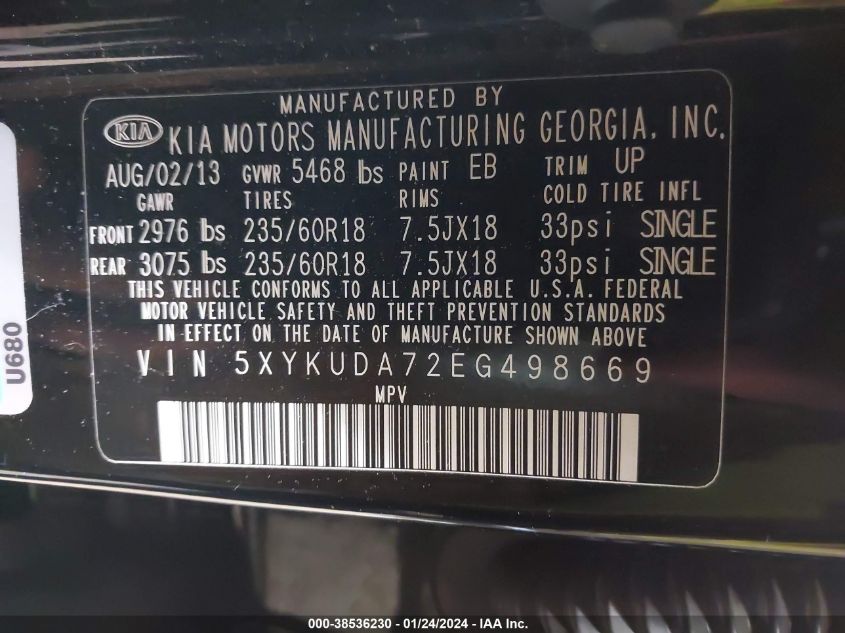 MANUFACTURED BY
KIA KIA MOTORS MANUFACTURING GEORGIA, INC.
AUG/02/13 GVWR 5468 lbs PAINT EB TRIM UP
GAWR TIRES RIMS COLD TIRE INFL
FRONT 2976 lbs 235/60R18 7.5JX18 33psi SINGLE
REAR 3075 lbs 235/60R18 7.5JX18 33psi SINGLE
THIS VEHICLE CONFORMS TO ALL APPLICABLE U.S.A. FEDERAL
MOTOR VEHICLE SAFETY AND THEFT PREVENTION STANDARDS
IN EFFECT ON THE DATE OF MANUFACTURE SHOWN ABOVE
VIN 5XYKUDA72EG498669
MPV
U680
000-38536230 - 01/24/2024 - IAA Inc.